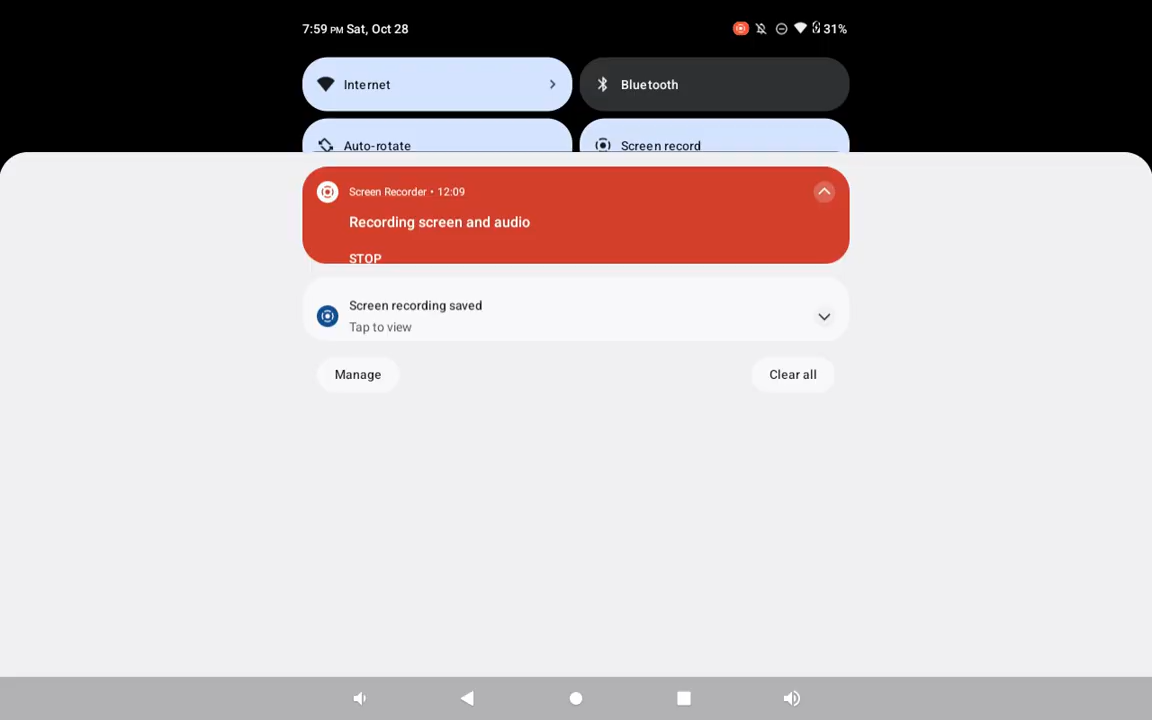 7:59 PM Sat, Oct 28
31%
Internet
Bluetooth
Auto-rotate
Screen record
Screen Recorder • 12:09
Recording screen and audio
STOP
Screen recording saved
Tap to view
Manage
Clear all